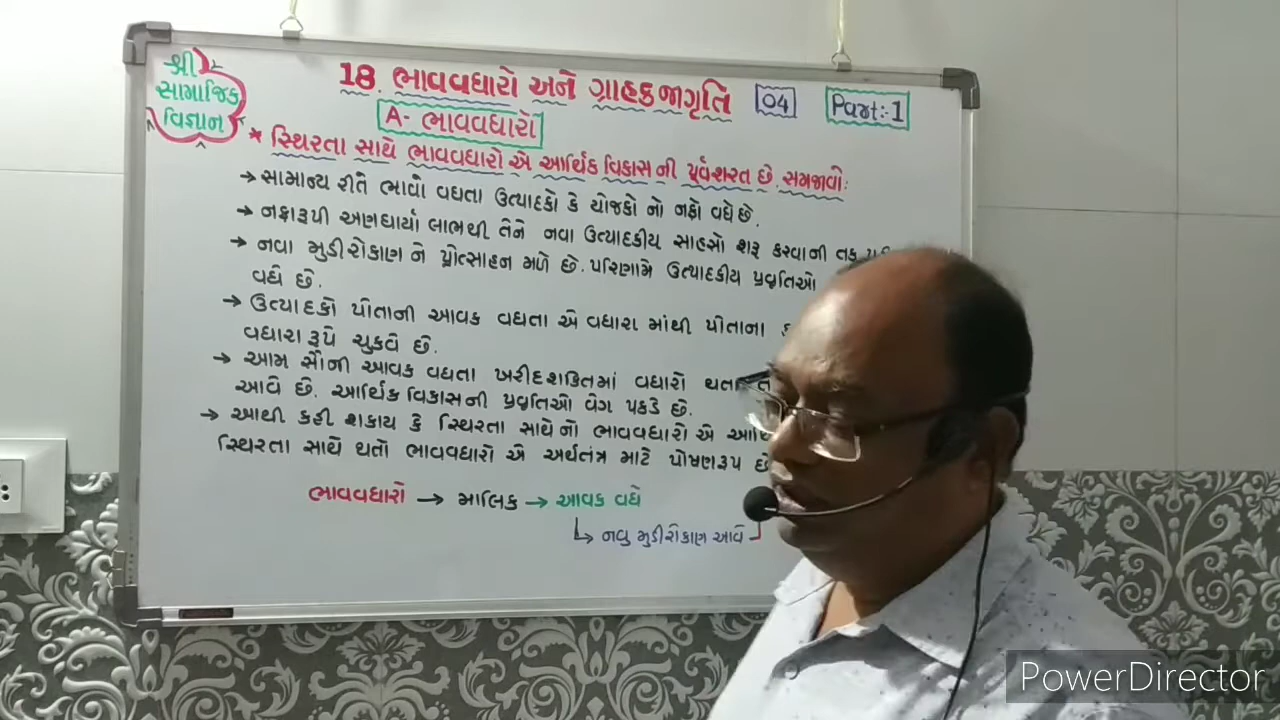 શ્રી
સામાજિક
વિજ્ઞાન
18. ભાવવધારો અને ગ્રાહકજાગૃતિ
04
Part:-1
A- ભાવવધારો
* સ્થિરતા સાથે ભાવવધારો એ આર્થિક વિકાસ ની પૂર્વશરત છે. સમજાવો:
→ સામાન્ય રીતે ભાવો વધતા ઉત્પાદકો કે યોજકો નો નફો વધે છે.
→ નફારૂપી અણધાર્યા લાભથી તેને નવા ઉત્પાદકીય સાહસો શરૂ કરવાની તક
→ નવા મુડીરોકાણ ને પ્રોત્સાહન મળે છે. પરિણામે ઉત્પાદકીય પ્રવૃતિઓ
વધે છે.
→ ઉત્પાદકો પોતાની આવક વધતા એ વધારા માંથી પોતાના
વધારા રૂપે ચુકવે છે.
→ આમ સૌની આવક વધતા ખરીદશકિતમાં વધારો થતા
આવે છે. આર્થિક વિકાસની પ્રવૃતિઓ વેગ પકડે છે.
→ આથી કહી શકાય કે સ્થિરતા સાથે નો ભાવવધારો એ
સ્થિરતા સાથે થતો ભાવવધારો એ અર્થતંત્ર માટે પોષણરૂપ
ભાવવધારો → માલિક → આવક વધે
↳ નવુ મુડીરોકાણ આવે
PowerDirector